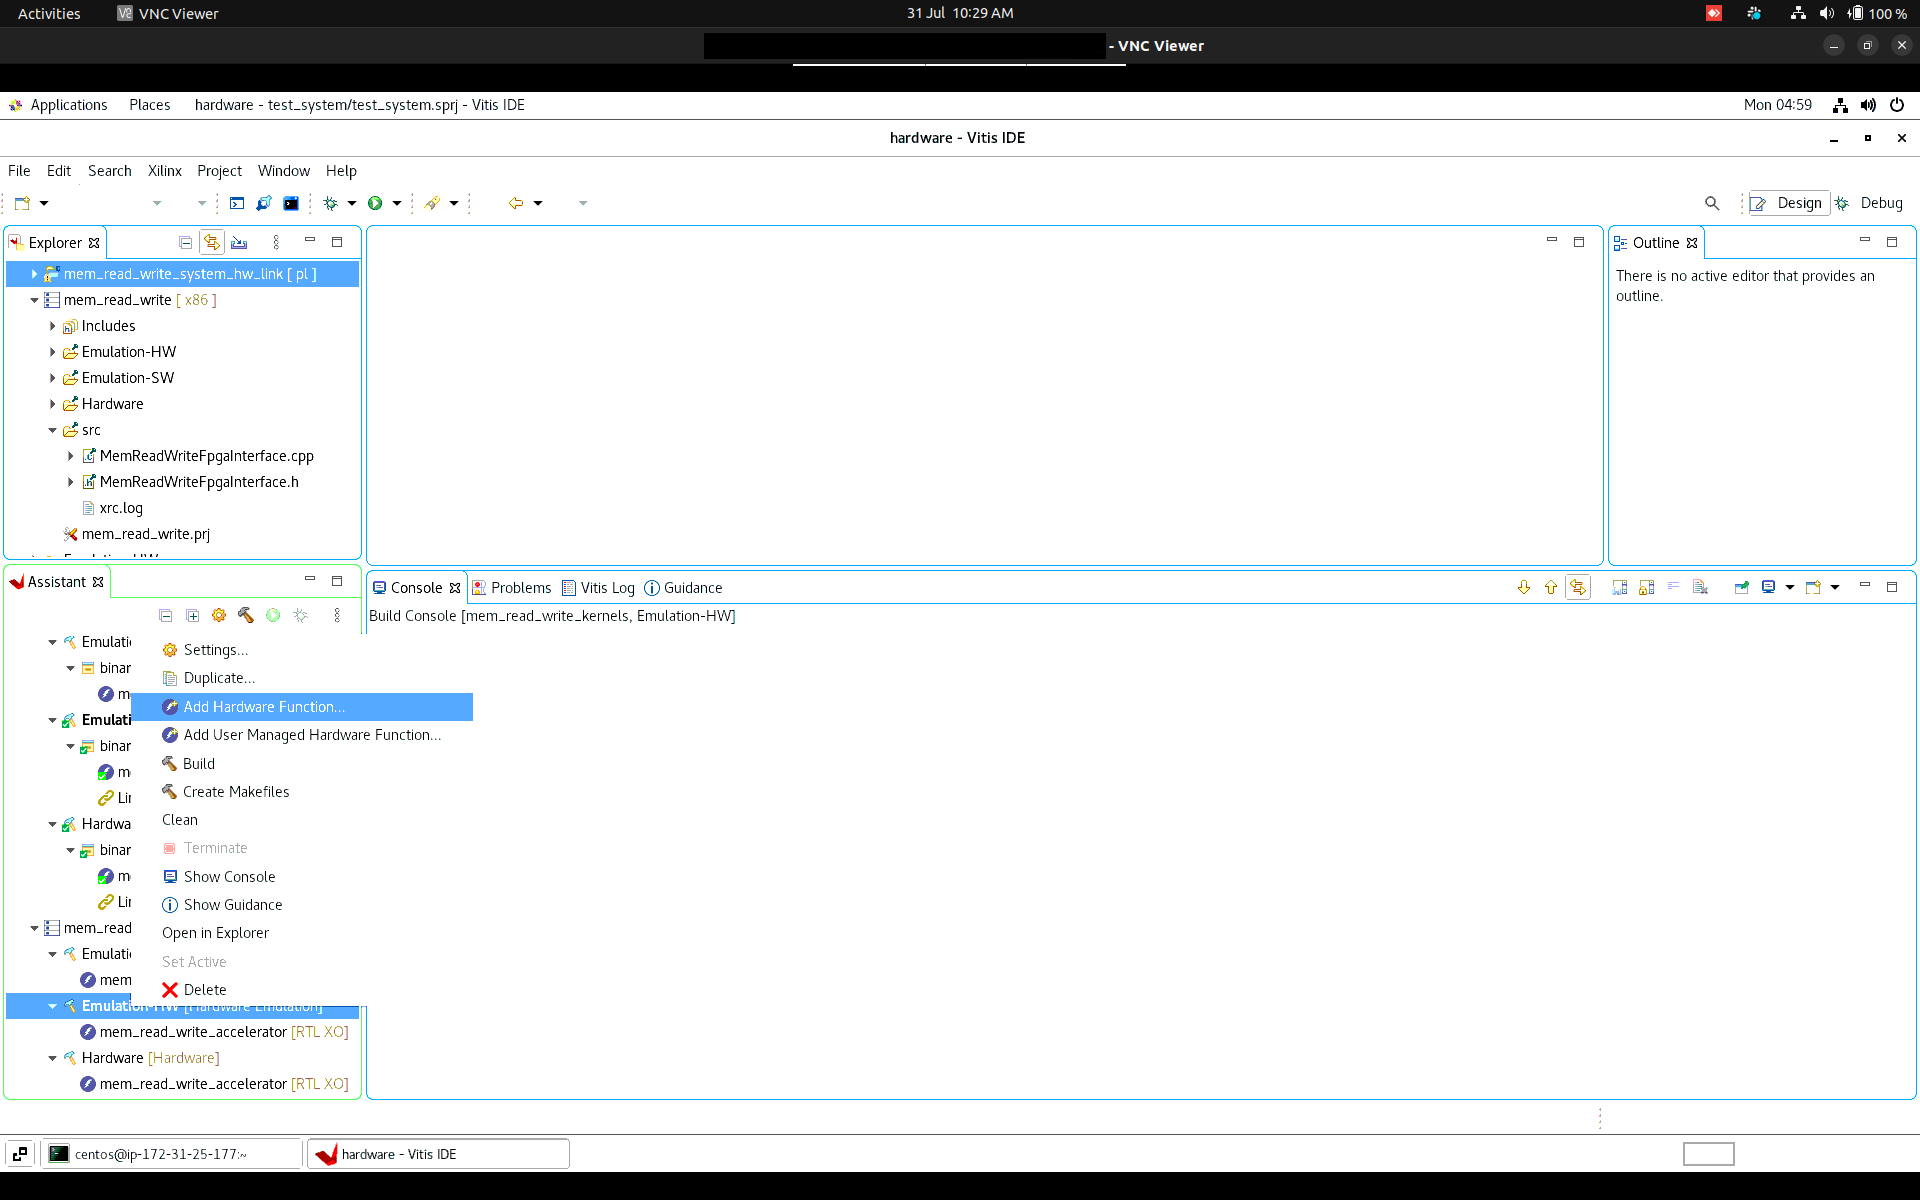 Activities VNC Viewer 31 Jul 10:29 AM 100 %
- VNC Viewer
Applications Places hardware - test_system/test_system.sprj - Vitis IDE Mon 04:59
hardware - Vitis IDE
File Edit Search Xilinx Project Window Help
Design Debug
Explorer
mem_read_write_system_hw_link [ pl ]
mem_read_write [ x86 ]
Includes
Emulation-HW
Emulation-SW
Hardware
src
MemReadWriteFpgaInterface.cpp
MemReadWriteFpgaInterface.h
xrc.log
mem_read_write.prj
Outline
There is no active editor that provides an
outline.
Assistant
Emulati
binar
m
Emulati
binar
m
Lin
Hardwa
binar
m
Lin
mem_read
Emulati
mem
Emulation-HW [Hardware Emulation]
mem_read_write_accelerator [RTL XO]
Hardware [Hardware]
mem_read_write_accelerator [RTL XO]
Settings...
Duplicate...
Add Hardware Function...
Add User Managed Hardware Function...
Build
Create Makefiles
Clean
Terminate
Show Console
Show Guidance
Open in Explorer
Set Active
Delete
Console Problems Vitis Log Guidance
Build Console [mem_read_write_kernels, Emulation-HW]
centos@ip-172-31-25-177:~ hardware - Vitis IDE